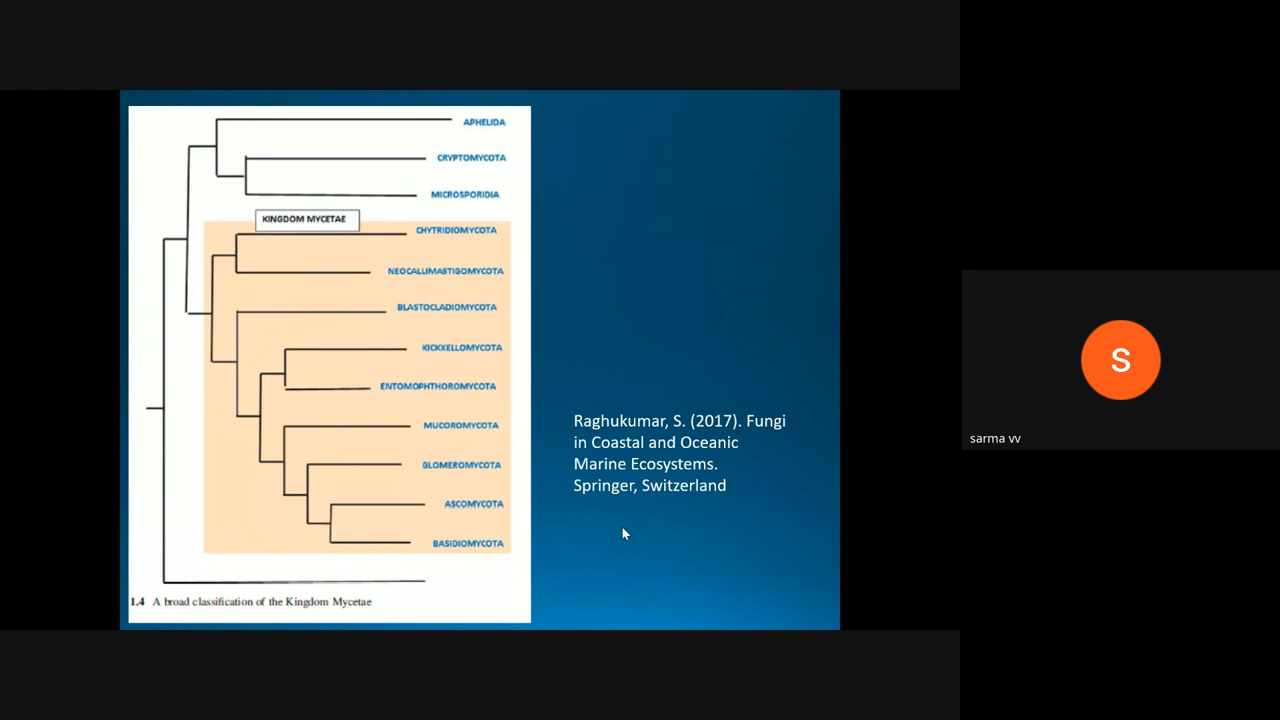 APHELIDA
CRYPTOMYCOTA
MICROSPORIDIA
KINGDOM MYCETAE
CHYTRIDIOMYCOTA
NEOCALLIMASTIGOMYCOTA
BLASTOCLADIOMYCOTA
KICKXELLOMYCOTA
ENTOMOPHTHOROMYCOTA
MUCOROMYCOTA
GLOMEROMYCOTA
ASCOMYCOTA
BASIDIOMYCOTA
1.4 A broad classification of the Kingdom Mycetae
Raghukumar, S. (2017). Fungi
in Coastal and Oceanic
Marine Ecosystems.
Springer, Switzerland
S
sarma vv